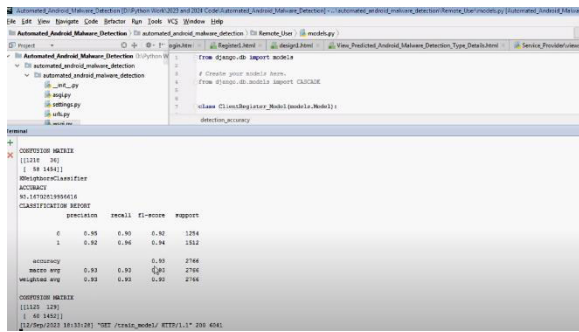 Automated_Android_Malware_Detection
File Edit View Navigate Code Refactor Run Tools VCS Window Help
Automated_Android_Malware_Detection automated_android_malware_detection Remote_User models.py
Project Register1.html design1.html View_Predicted_Android_Malware_Detection_Type_Details.html
Automated_Android_Malware_Detection
automated_android_malware_detection
__init__.py
asgi.py
settings.py
urls.py
from django.db import models
# Create your models here.
from django.db.models import CASCADE
class ClientRegister_Model(models.Model):
detection_accuracy
Terminal
CONFUSION MATRIX
[[1218 36]
[ 58 1454]]
KNeighborsClassifier
ACCURACY
CLASSIFICATION REPORT
precision recall f1-score support
0 0.95 0.90 0.92 1254
1 0.92 0.96 0.94 1512
accuracy 0.93 2766
macro avg 0.93 0.93 0.93 2766
weighted avg 0.93 0.93 0.93 2766
CONFUSION MATRIX
[[1125 129]
[ 60 1452]]
[12/Sep/2023 18:33:28] "GET /train_model/ HTTP/1.1" 200 6041